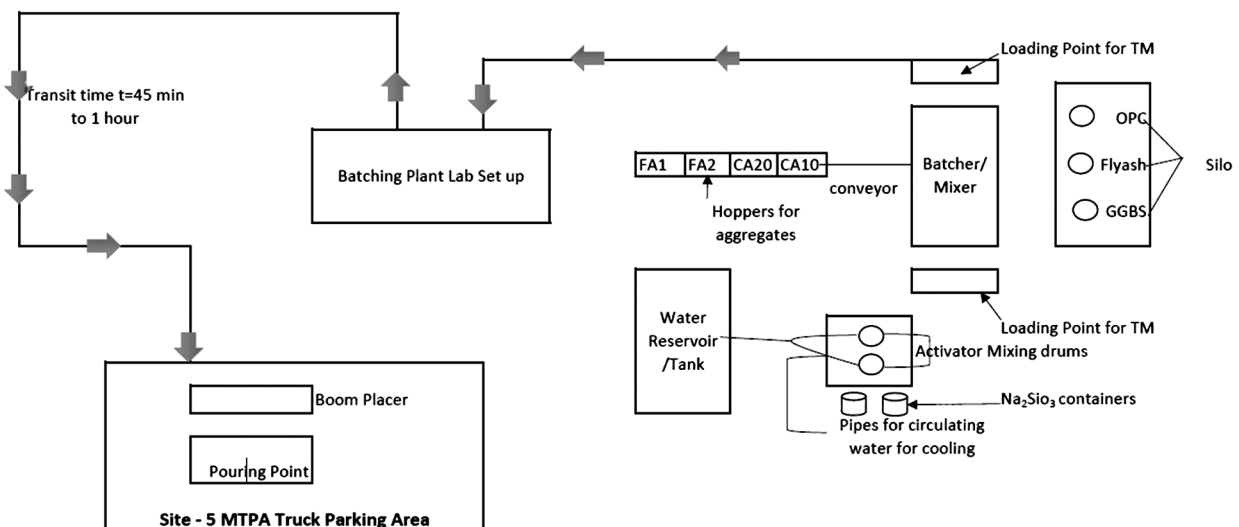 Loading Point for TM
Transit time t=45 min
to 1 hour
OPC
Batching Plant Lab Set up
FA1 FA2 CA20 CA10
Batcher/
Mixer
Flyash
Silo
conveyor
Hoppers for
aggregates
GGBS
Water
Reservoir
/Tank
Loading Point for TM
Activator Mixing drums
Boom Placer
Na₂Sio₃ containers
Pipes for circulating
water for cooling
Pouring Point
Site - 5 MTPA Truck Parking Area